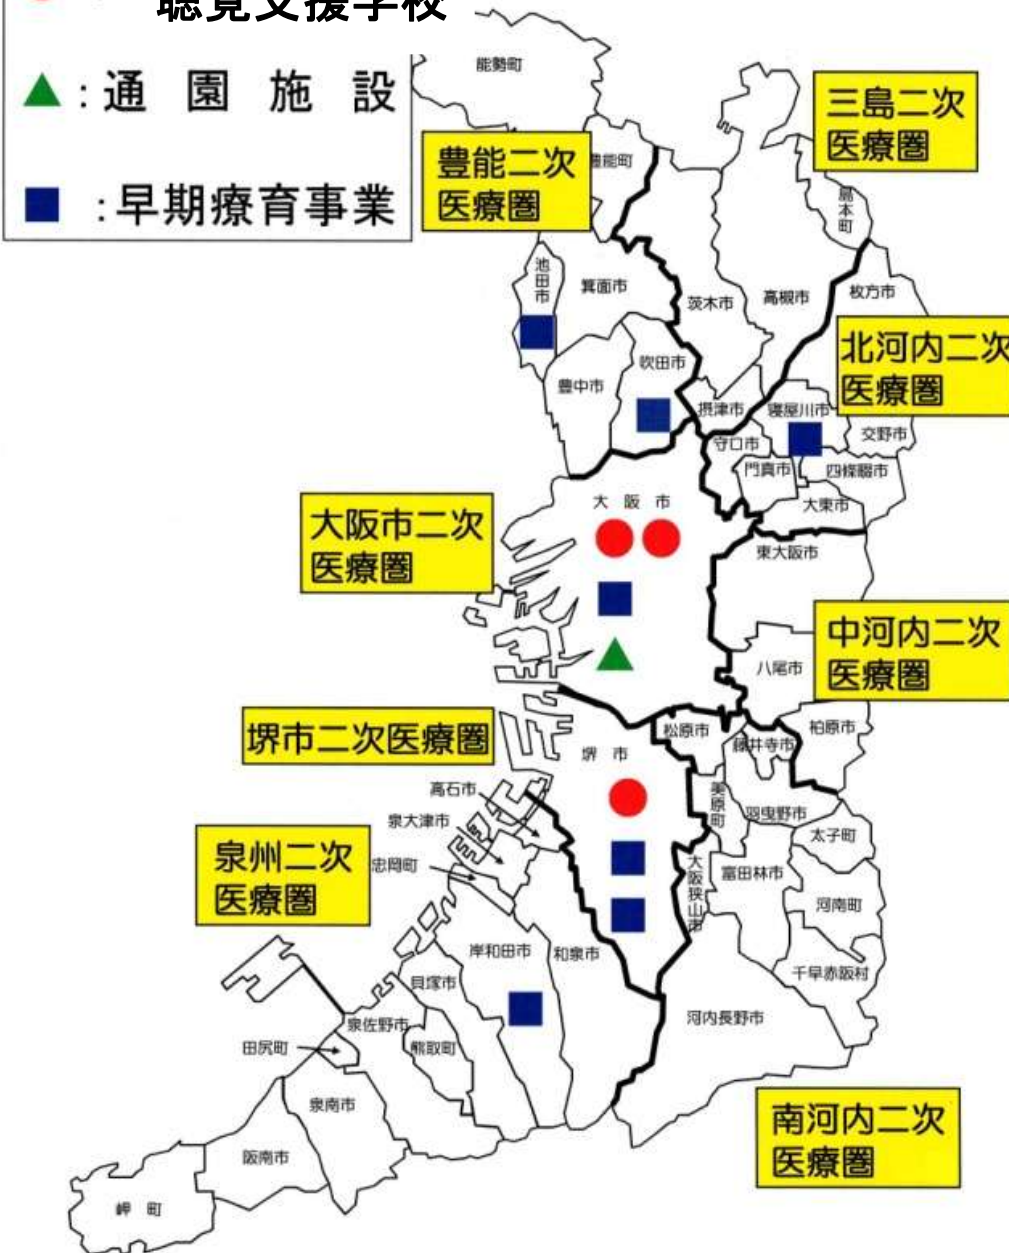 聴覚支援学校
: 通園施設
: 早期療育事業
能勢町
三島二次
医療圏
豊能二次
医療圏
豊能町
島本町
池田市
箕面市
茨木市
高槻市
枚方市
北河内二次
医療圏
吹田市
豊中市
摂津市
寝屋川市
守口市
交野市
門真市
四條畷市
大東市
大阪市
大阪市二次
医療圏
東大阪市
中河内二次
医療圏
八尾市
堺市二次医療圏
松原市
藤井寺市
柏原市
堺市
高石市
美原町
羽曳野市
泉大津市
太子町
泉州二次
医療圏
忠岡町
大阪狭山市
富田林市
河南町
岸和田市
和泉市
千早赤阪村
貝塚市
泉佐野市
河内長野市
田尻町
熊取町
泉南市
南河内二次
医療圏
阪南市
岬町